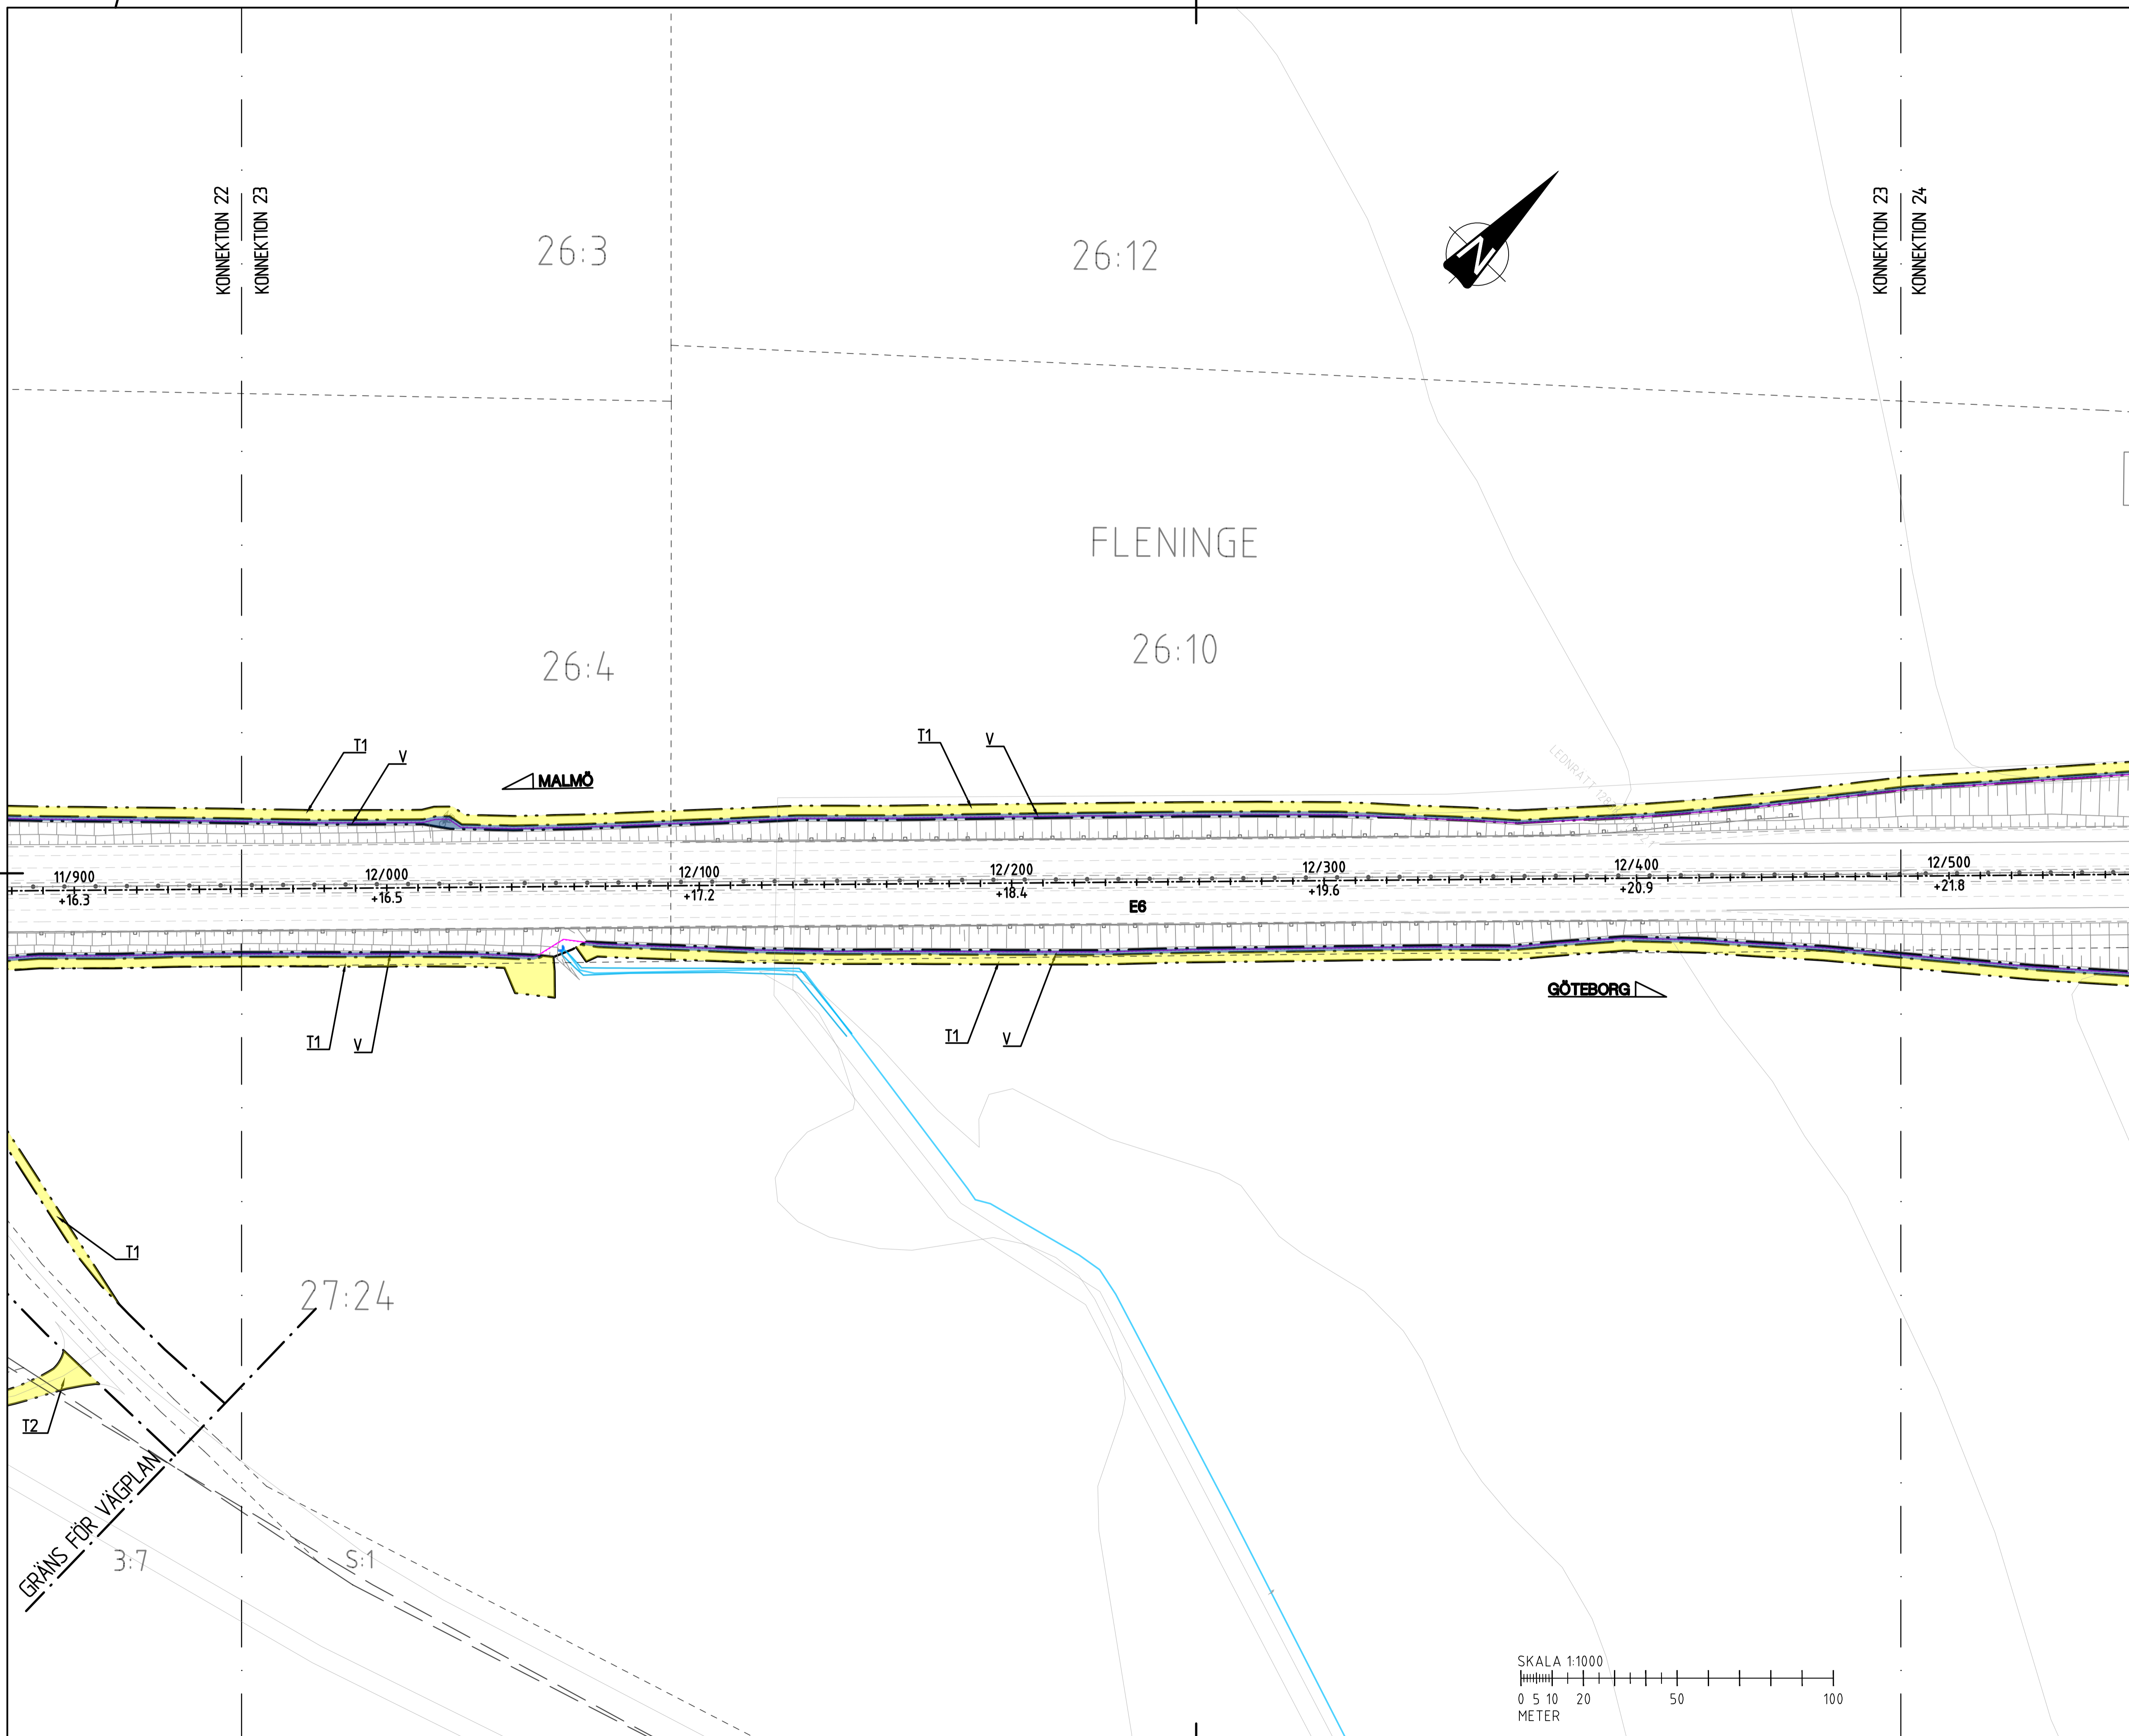 KONNEKTION 22
KONNEKTION 23
KONNEKTION 23
KONNEKTION 24
26:3
26:12
N
FLENINGE
26:10
26:4
T1
V
MALMÖ
T1
V
11/900
12/000
12/100
12/200
12/300
12/400
12/500
+16.3
+16.5
+17.2
+18.4
+19.6
+20.9
+21.8
E6
GÖTEBORG
T1
V
T1
V
T1
27:24
T2
GRÄNS FÖR VÄGPLAN
3:7
S:1
SKALA 1:1000
0 5 10 20 50 100
METER